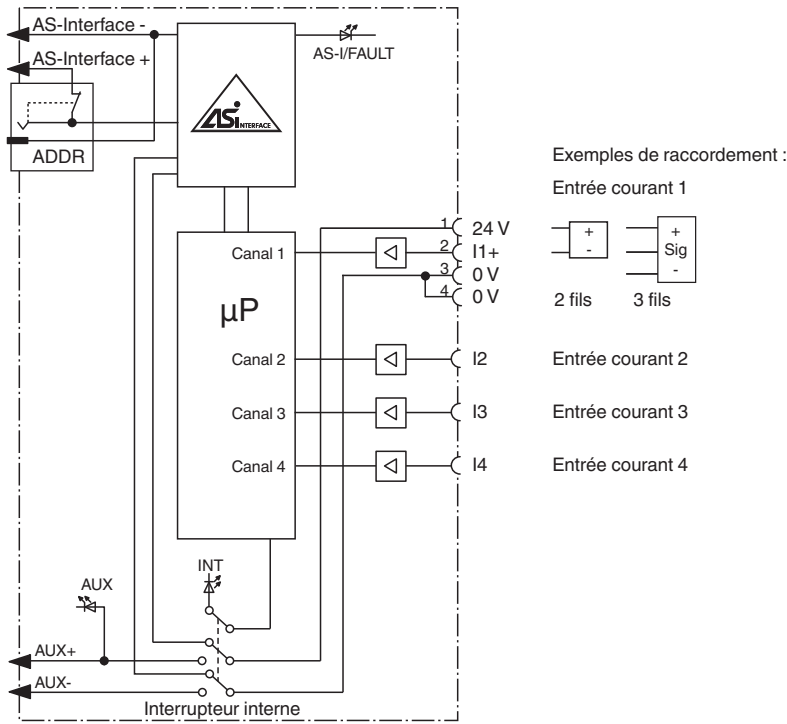 AS-Interface -
AS-Interface +
AS-I/FAULT
ADDR
ASi INTERFACE
Exemples de raccordement :
Entrée courant 1
Canal 1
1 24 V
2 I1+
3 0 V
4 0 V
+
-
+
Sig
-
2 fils
3 fils
µP
Canal 2
I2
Entrée courant 2
Canal 3
I3
Entrée courant 3
Canal 4
I4
Entrée courant 4
INT
AUX
AUX+
AUX-
Interrupteur interne